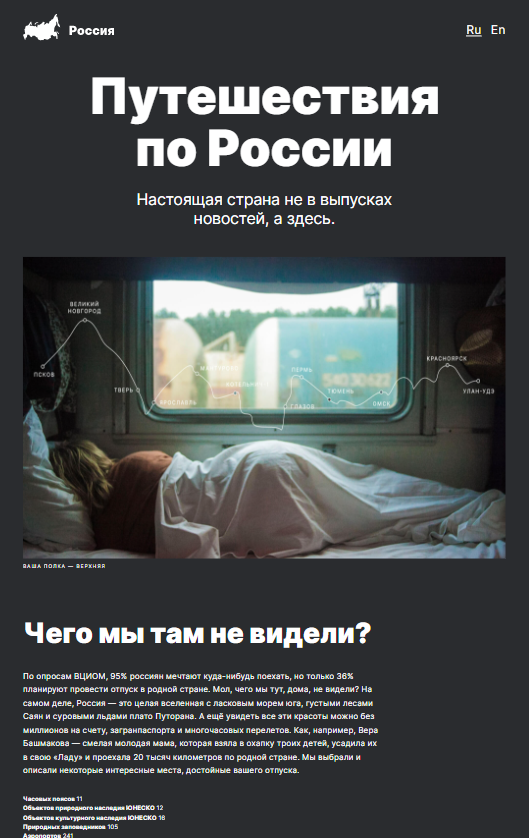 Россия
Ru En
Путешествия
по России
Настоящая страна не в выпусках
новостей, а здесь.
ВЕЛИКИЙ
НОВГОРОД
ПСКОВ
ТВЕРЬ
ЯРОСЛАВЛЬ
ПЕРМЬ
ГЛАЗОВ
ТЮМЕНЬ
ОМСК
КРАСНОЯРСК
УЛАН-УДЭ
ВАША ПОЛКА — ВЕРХНЯЯ
Чего мы там не видели?
По опросам ВЦИОМ, 95% россиян мечтают куда-нибудь поехать, но только 36%
планируют провести отпуск в родной стране. Мол, чего мы тут, дома, не видели? На
самом деле, Россия — это целая вселенная с ласковым морем юга, густыми лесами
Саян и суровыми льдами плато Путорана. А ещё увидеть все эти красоты можно без
миллионов на счету, загранпаспорта и многочасовых перелетов. Как, например, Вера
Башмакова — смелая молодая мама, которая взяла в охапку троих детей, усадила их
в свою «Ладу» и проехала 20 тысяч километров по родной стране. Мы выбрали и
описали некоторые интересные места, достойные вашего отпуска.
Часовых поясов 11
Объектов природного наследия ЮНЕСКО 12
Объектов культурного наследия ЮНЕСКО 16
Природных заповедников 105
Аэропортов 241